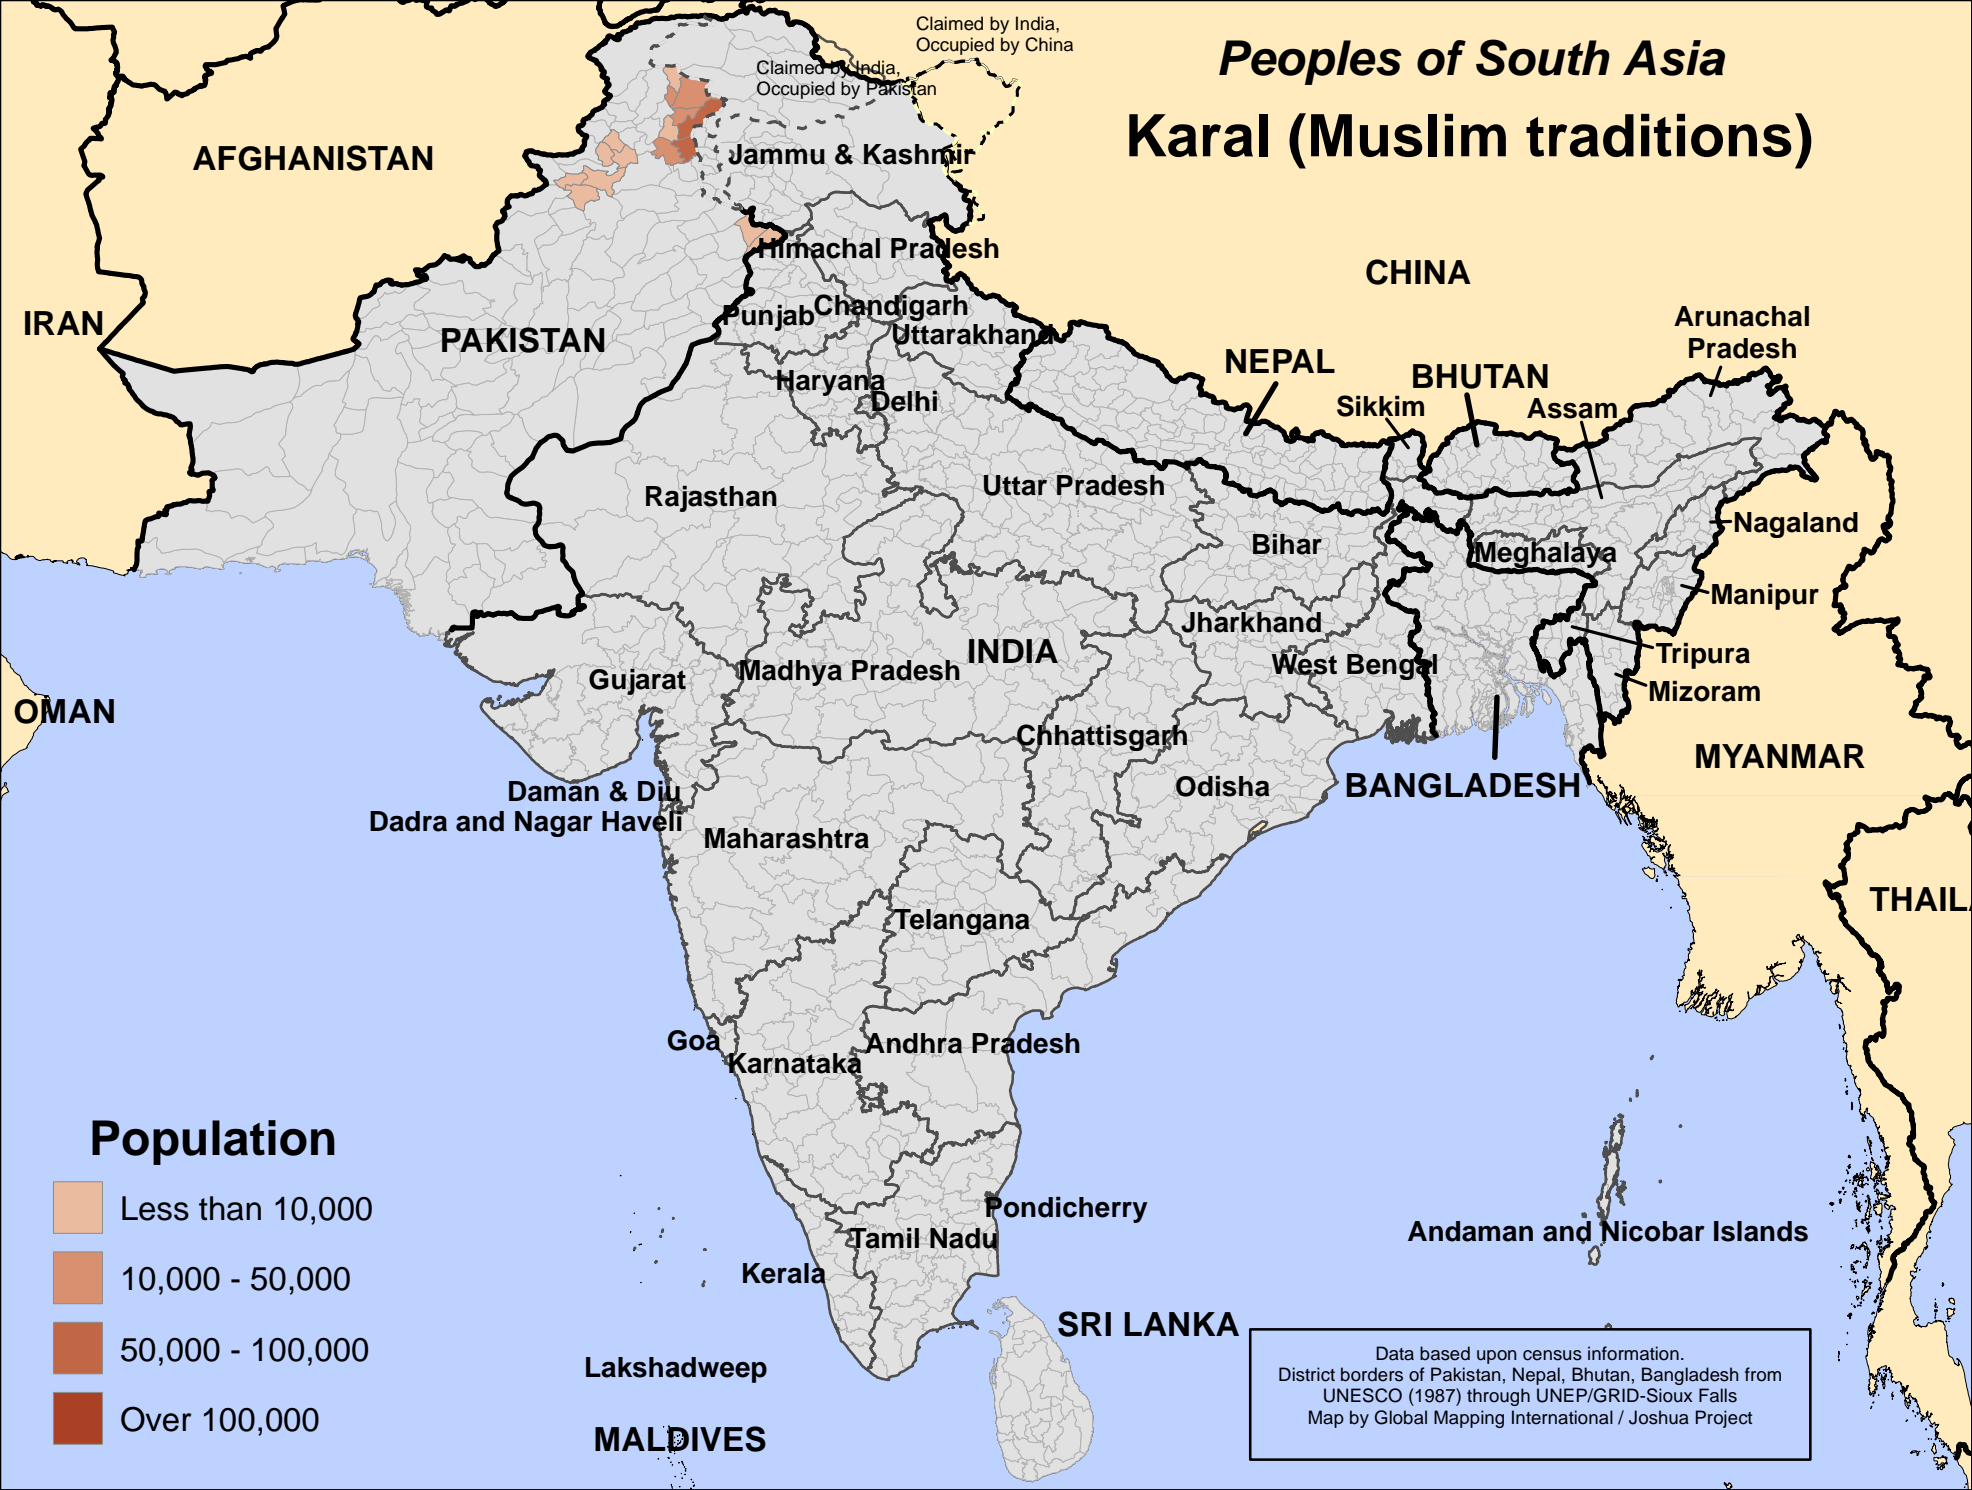 Claimed by India,
Occupied by China
Peoples of South Asia
Karal (Muslim traditions)
Claimed by India,
Occupied by Pakistan
AFGHANISTAN
Jammu & Kashmir
Himachal Pradesh
CHINA
IRAN
PAKISTAN
Punjab
Chandigarh
Uttarakhand
Arunachal
Pradesh
NEPAL
BHUTAN
Haryana
Delhi
Sikkim
Assam
Rajasthan
Uttar Pradesh
Nagaland
Bihar
Meghalaya
Manipur
Jharkhand
INDIA
Tripura
West Bengal
Madhya Pradesh
Gujarat
Mizoram
OMAN
Chhattisgarh
MYANMAR
Odisha
BANGLADESH
Daman & Diu
Dadra and Nagar Haveli
Maharashtra
THAIL
Telangana
Goa
Andhra Pradesh
Karnataka
Population
Less than 10,000
10,000 - 50,000
50,000 - 100,000
Over 100,000
Pondicherry
Tamil Nadu
Andaman and Nicobar Islands
Kerala
SRI LANKA
Lakshadweep
MALDIVES
Data based upon census information.
District borders of Pakistan, Nepal, Bhutan, Bangladesh from
UNESCO (1987) through UNEP/GRID-Sioux Falls
Map by Global Mapping International / Joshua Project